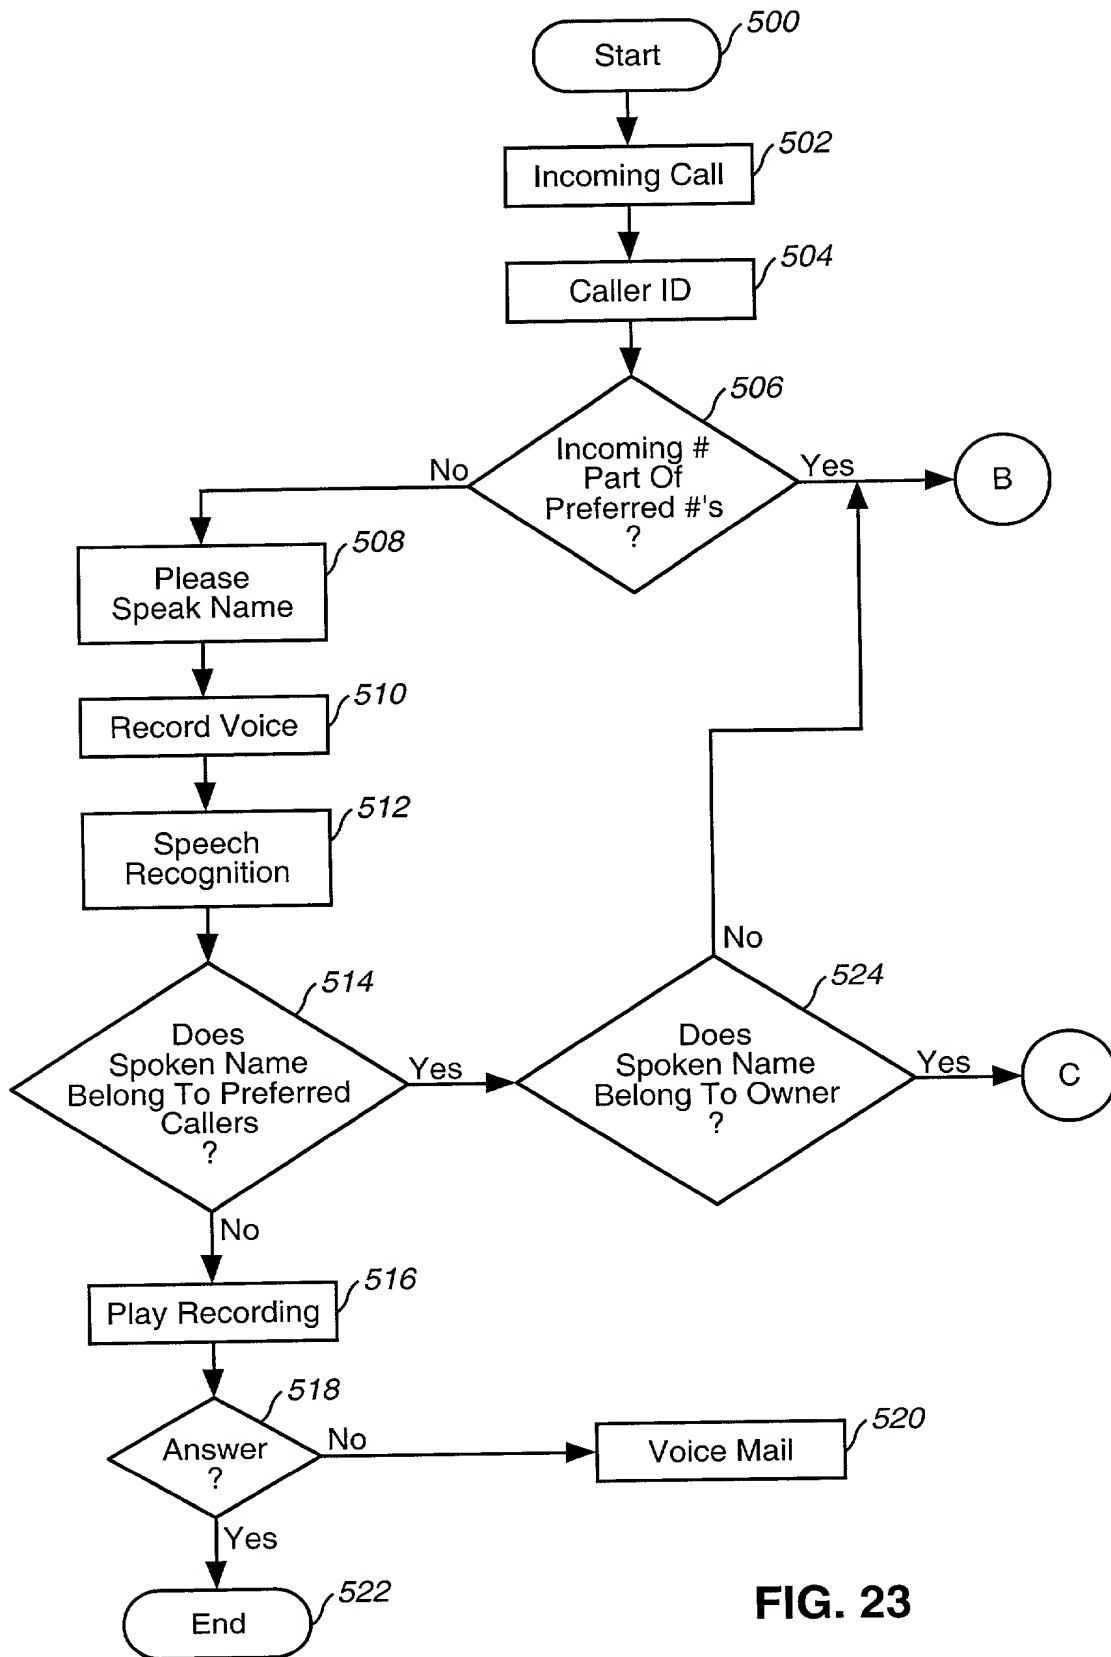 500
Start
502
Incoming Call
504
Caller ID
506
Incoming #
Part Of
Preferred #'s
?
No
Yes
B
508
Please
Speak Name
510
Record Voice
512
Speech
Recognition
514
Does
Spoken Name
Belong To Preferred
Callers
?
Yes
No
524
Does
Spoken Name
Belong To Owner
?
No
Yes
C
516
Play Recording
518
Answer
?
No
520
Voice Mail
Yes
522
End
FIG. 23